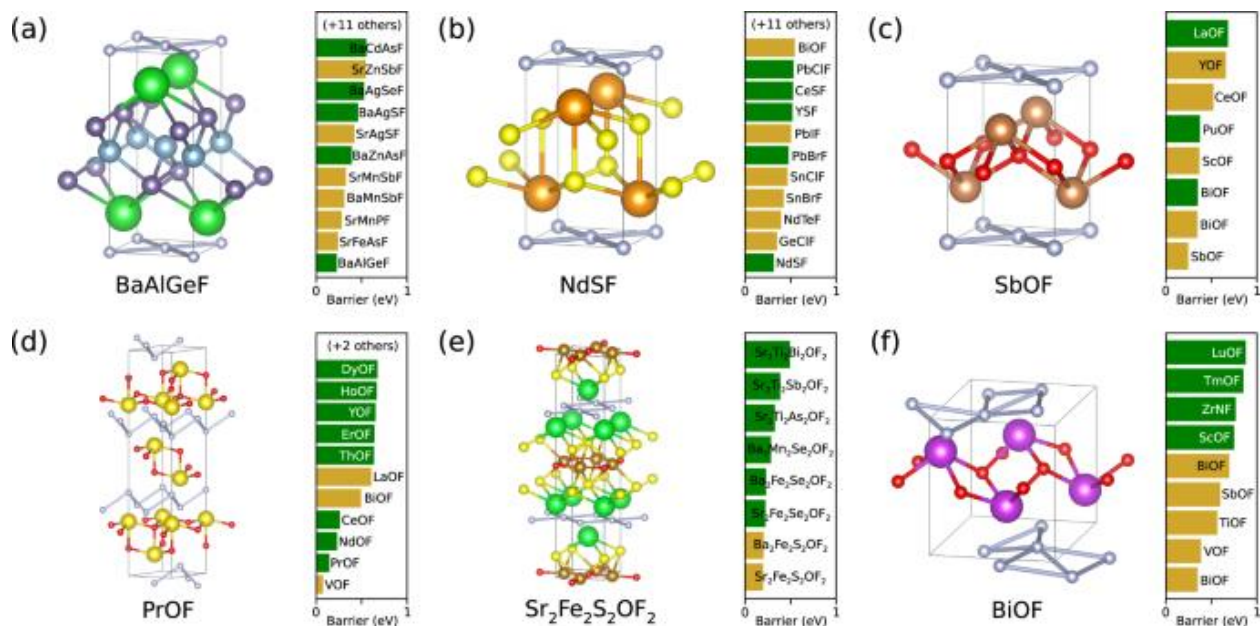 (a)
(+11 others)
BaCdAsF
SrZnSbF
BaAgSeF
BaAgSF
SrAgSF
BaZnAsF
SrMnSbF
BaMnSbF
SrMnPF
SrFeAsF
BaAlGeF
0 1
Barrier (eV)
BaAlGeF
(b)
(+11 others)
BiOF
PbClF
CeSF
YSF
PbIF
PbBrF
SnClF
SnBrF
NdTeF
GeClF
NdSF
0 1
Barrier (eV)
NdSF
(c)
LaOF
YOF
CeOF
PuOF
ScOF
BiOF
BiOF
SbOF
0 1
Barrier (eV)
SbOF
(d)
(+2 others)
DyOF
HoOF
YOF
ErOF
ThOF
LaOF
BiOF
CeOF
NdOF
PrOF
VOF
0 1
Barrier (eV)
PrOF
(e)
Sr₂Ti₂Bi₂OF₂
Sr₂Ti₂Sb₂OF₂
Sr₂Ti₂As₂OF₂
Ba₂Mn₂Se₂OF₂
Ba₂Fe₂Se₂OF₂
Sr₂Fe₂Se₂OF₂
Ba₂Fe₂S₂OF₂
Sr₂Fe₂S₂OF₂
0 1
Barrier (eV)
Sr₂Fe₂S₂OF₂
(f)
LuOF
TmOF
ZrNF
ScOF
BiOF
SbOF
TiOF
VOF
BiOF
0 1
Barrier (eV)
BiOF